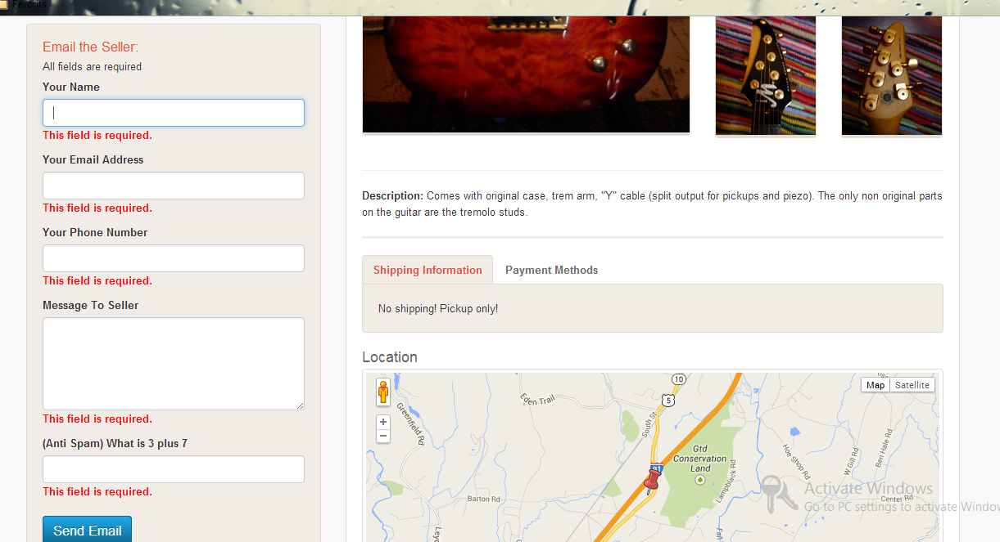 Favorits
Email the Seller:
All fields are required
Your Name
This field is required.
Your Email Address
This field is required.
Your Phone Number
This field is required.
Message To Seller
This field is required.
(Anti Spam) What is 3 plus 7
This field is required.
Send Email
Description: Comes with original case, trem arm, "Y" cable (split output for pickups and piezo). The only non original parts
on the guitar are the tremolo studs.
Shipping Information
Payment Methods
No shipping! Pickup only!
Location
Map
Satellite
+
−
10
5
91
Eden Trail
Greenfield Rd
South St
Gtd
Conservation
Land
Lampblack Rd
Hoe Shop Rd
W Gill Rd
Ben Hale Rd
Center Rd
Barton Rd
Activate Windows
Go to PC settings to activate Window